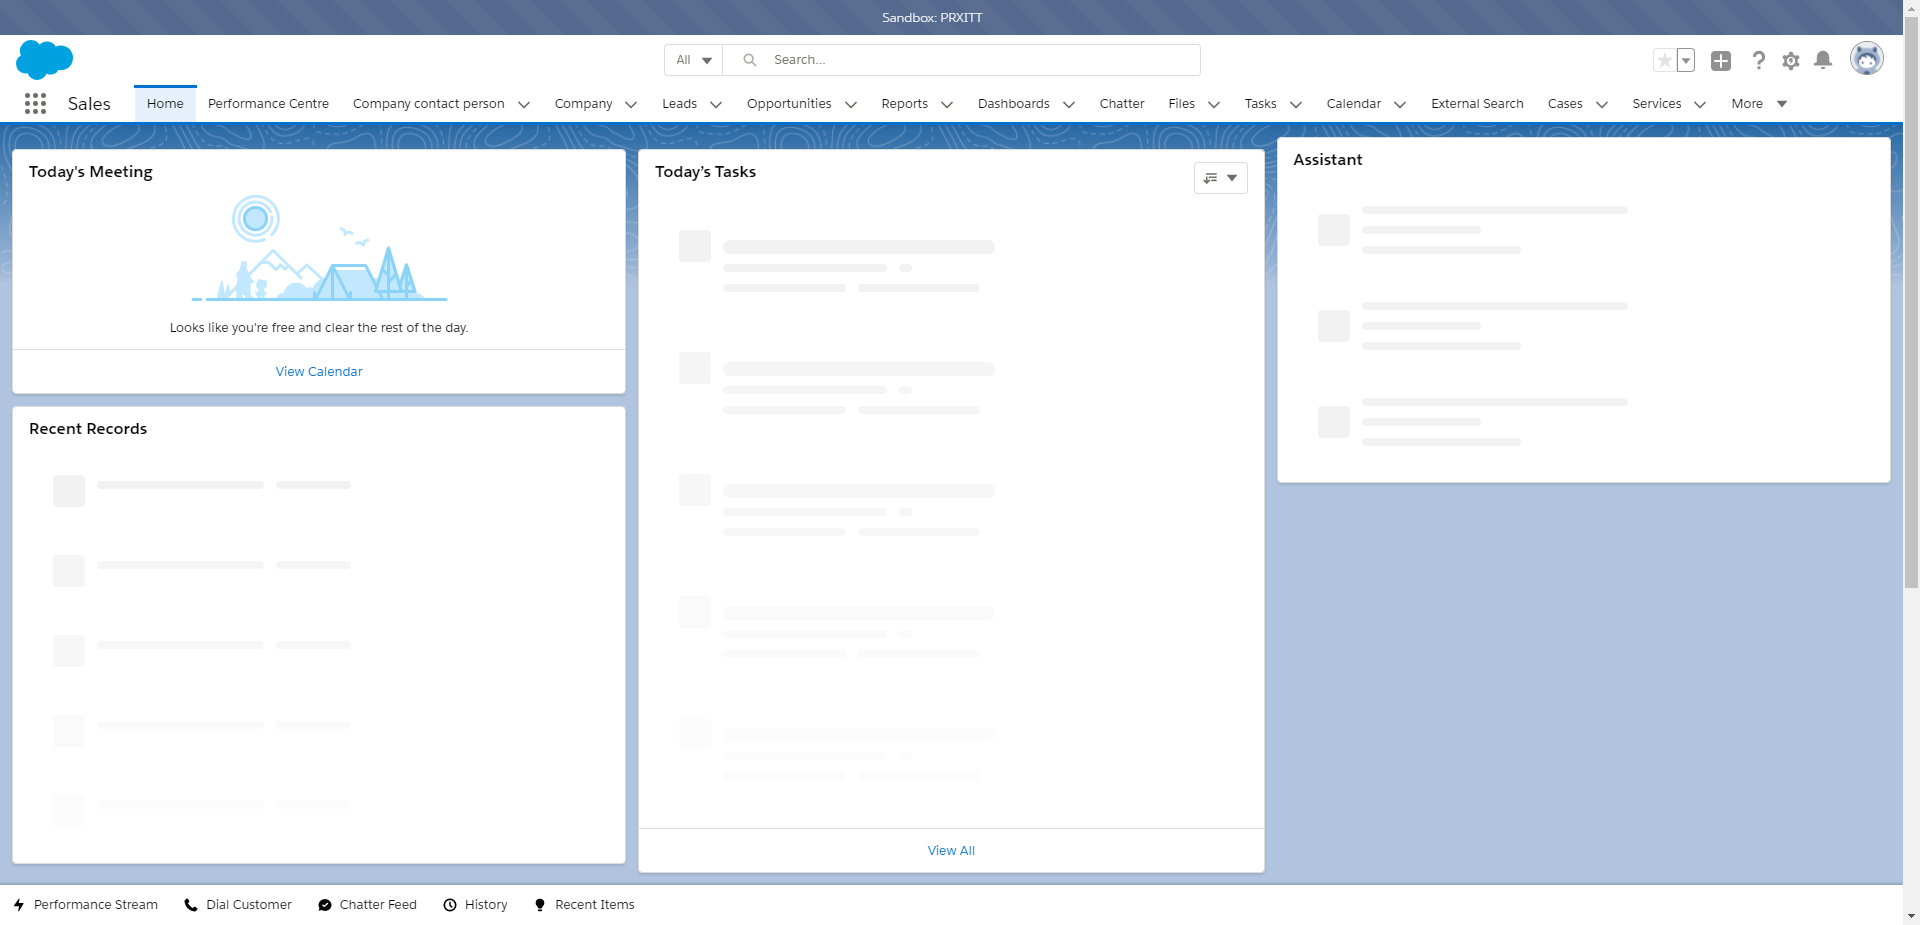 Sandbox: PRXITT
All
Search...
Sales
Home
Performance Centre
Company contact person
Company
Leads
Opportunities
Reports
Dashboards
Chatter
Files
Tasks
Calendar
External Search
Cases
Services
More
Today's Meeting
Looks like you're free and clear the rest of the day.
View Calendar
Recent Records
Today's Tasks
View All
Assistant
Performance Stream
Dial Customer
Chatter Feed
History
Recent Items